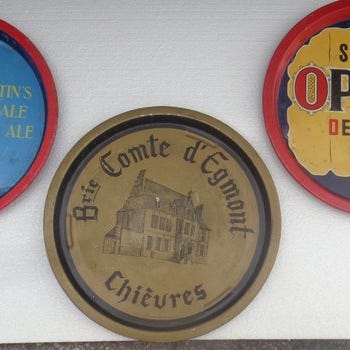 TIN'S
ALE
ALE
Brie Comte d'Egmont
Chièvres
S
OP
DE